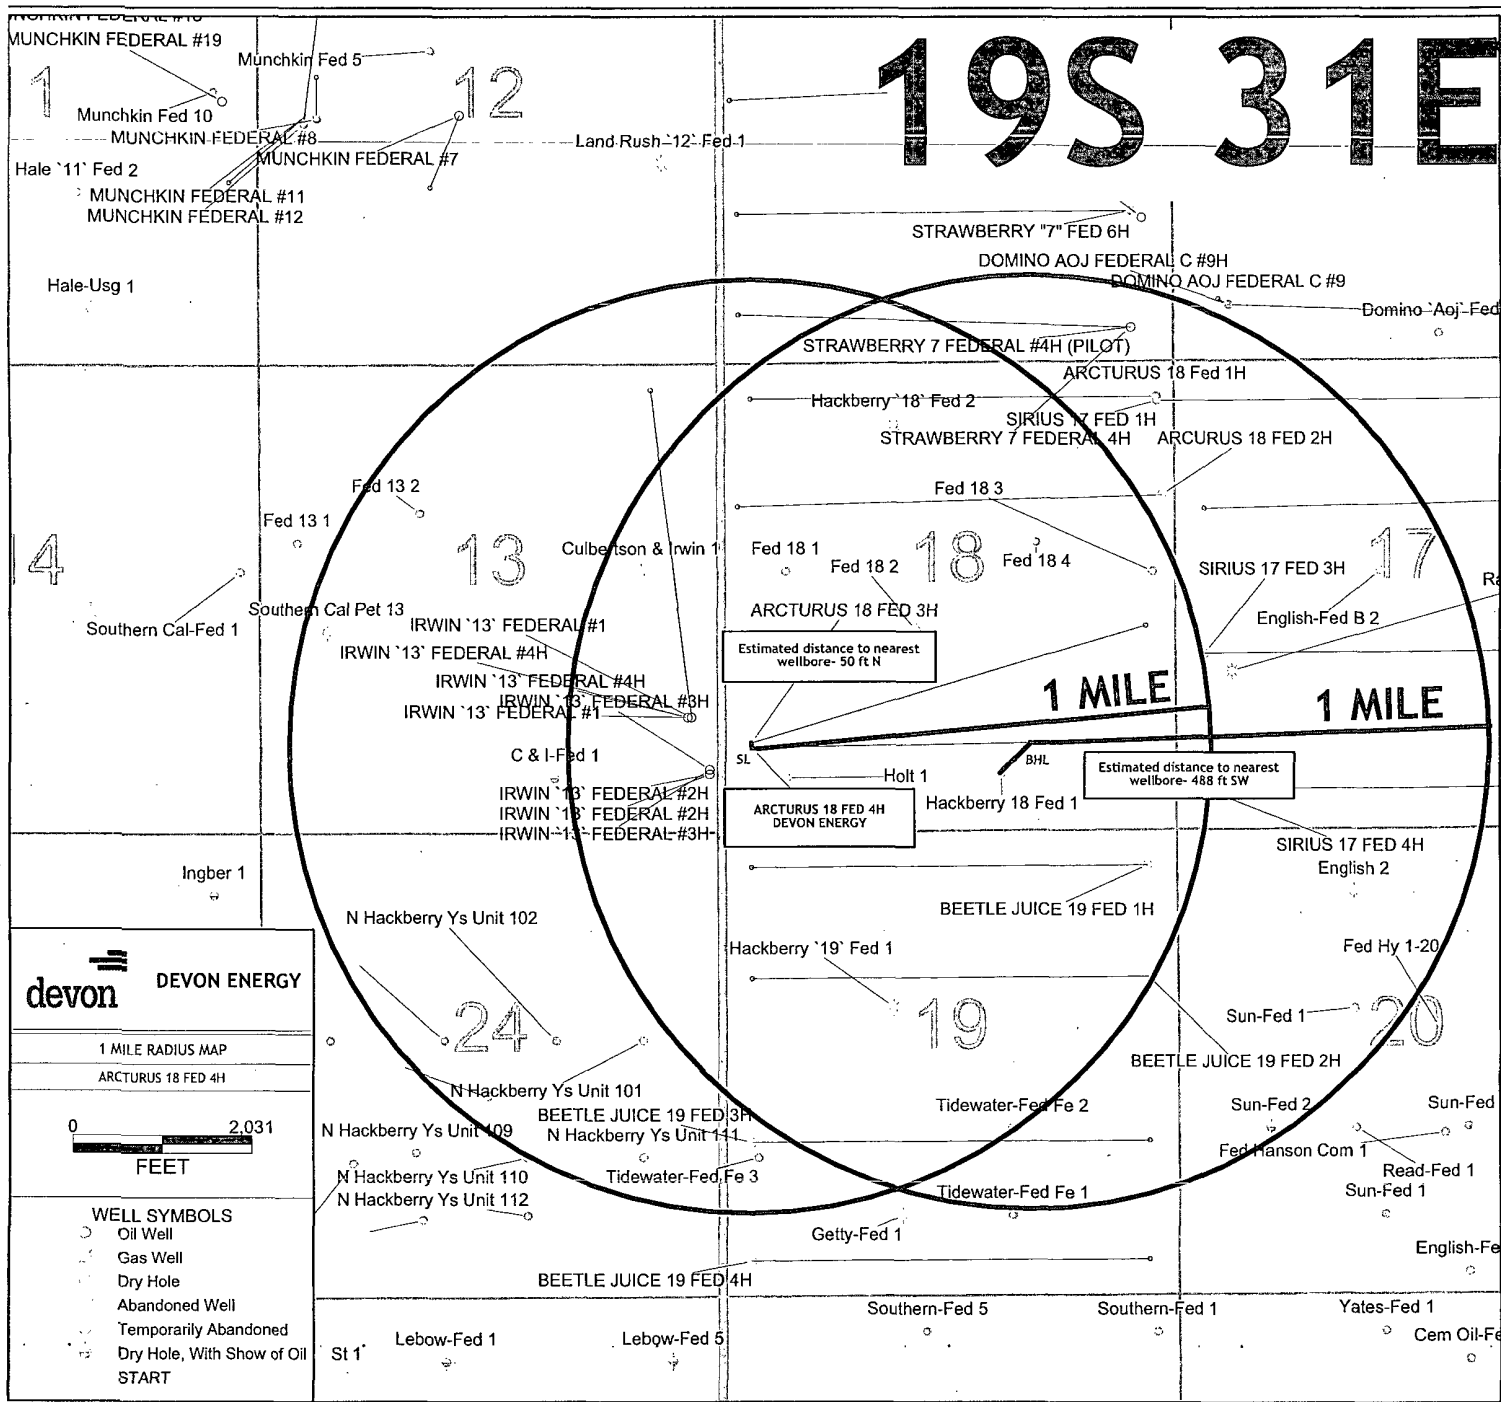 MUNCHKIN FEDERAL #19
Munchkin Fed 5
1
12
19S 31E
Munchkin Fed 10
MUNCHKIN FEDERAL #8
MUNCHKIN FEDERAL #7
Land Rush `12` Fed 1
Hale `11` Fed 2
MUNCHKIN FEDERAL #11
MUNCHKIN FEDERAL #12
STRAWBERRY "7" FED 6H
DOMINO AOJ FEDERAL C #9H
DOMINO AOJ FEDERAL C #9
Hale-Usg 1
Domino `Aoj` Fed
STRAWBERRY 7 FEDERAL #4H (PILOT)
ARCTURUS 18 Fed 1H
Hackberry `18` Fed 2
SIRIUS 17 FED 1H
STRAWBERRY 7 FEDERAL 4H
ARCURUS 18 FED 2H
Fed 13 2
Fed 18 3
Fed 13 1
4
13
Culbertson & Irwin 1
Fed 18 1
Fed 18 2
18
Fed 18 4
17
SIRIUS 17 FED 3H
Southern Cal-Fed 1
Southern Cal Pet 13
ARCTURUS 18 FED 3H
English-Fed B 2
IRWIN `13` FEDERAL #1
IRWIN `13` FEDERAL #4H
Estimated distance to nearest
wellbore- 50 ft N
IRWIN `13` FEDERAL #4H
IRWIN `13` FEDERAL #3H
IRWIN `13` FEDERAL #1
1 MILE
1 MILE
C & I-Fed 1
SL
BHL
Estimated distance to nearest
wellbore- 488 ft SW
Holt 1
Hackberry 18 Fed 1
IRWIN `13` FEDERAL #2H
IRWIN `13` FEDERAL #2H
IRWIN `13` FEDERAL #3H
ARCTURUS 18 FED 4H
DEVON ENERGY
SIRIUS 17 FED 4H
English 2
Ingber 1
BEETLE JUICE 19 FED 1H
N Hackberry Ys Unit 102
Hackberry `19` Fed 1
Fed Hy 1-20
devon
DEVON ENERGY
24
19
Sun-Fed 1
20
1 MILE RADIUS MAP
ARCTURUS 18 FED 4H
BEETLE JUICE 19 FED 2H
N Hackberry Ys Unit 101
BEETLE JUICE 19 FED 3H
Tidewater-Fed Fe 2
Sun-Fed 2
Sun-Fed
0
2,031
FEET
N Hackberry Ys Unit 109
N Hackberry Ys Unit 111
Fed Hanson Com 1
Read-Fed 1
N Hackberry Ys Unit 110
Tidewater-Fed Fe 3
N Hackberry Ys Unit 112
Tidewater-Fed Fe 1
Sun-Fed 1
Getty-Fed 1
English-Fe
BEETLE JUICE 19 FED 4H
WELL SYMBOLS
Oil Well
Gas Well
Dry Hole
Abandoned Well
Temporarily Abandoned
Dry Hole, With Show of Oil
START
Southern-Fed 5
Southern-Fed 1
Yates-Fed 1
St 1
Lebow-Fed 1
Lebow-Fed 5
Cem Oil-Fe